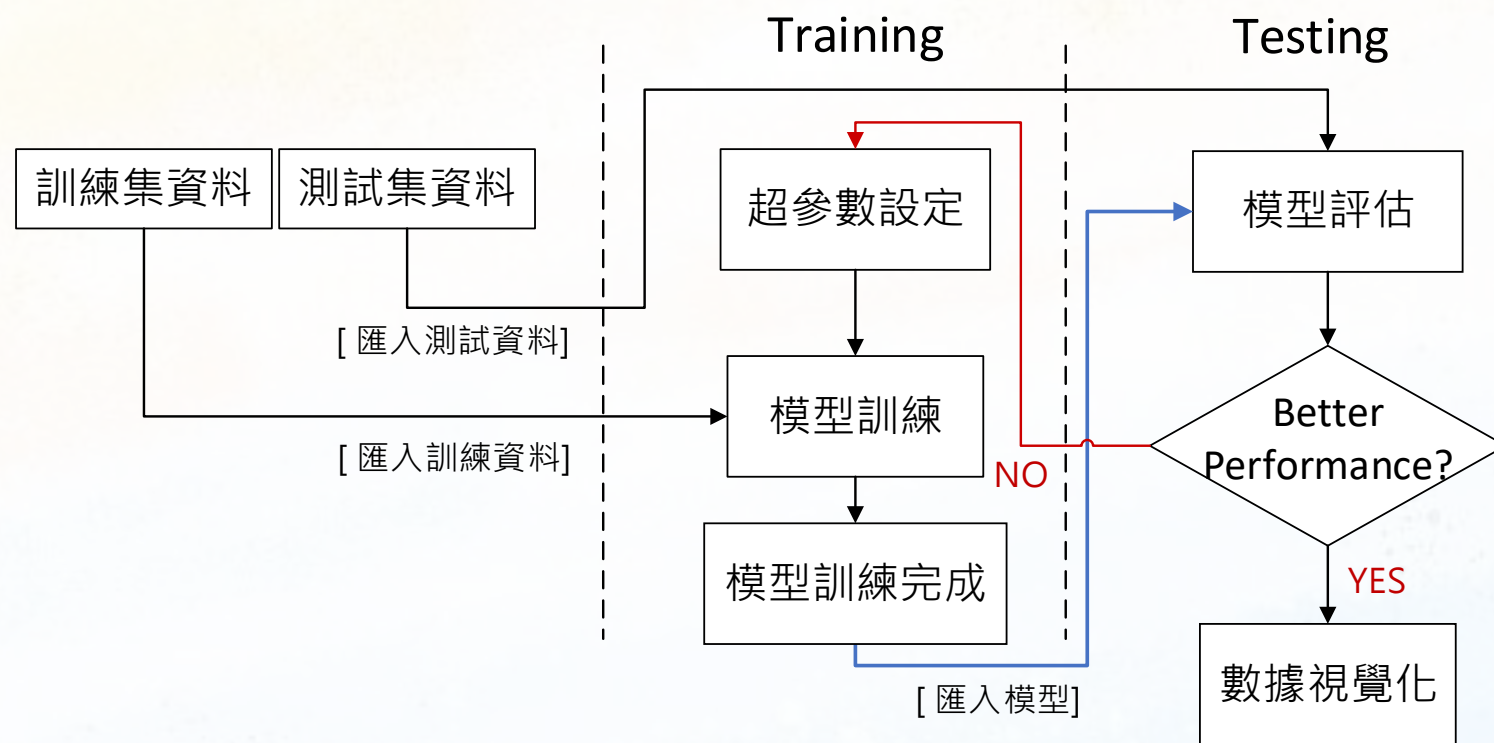 Training
Testing
訓練集資料
測試集資料
超參數設定
模型評估
[ 匯入測試資料]
模型訓練
Better
Performance?
[ 匯入訓練資料]
NO
模型訓練完成
YES
[ 匯入模型]
數據視覺化